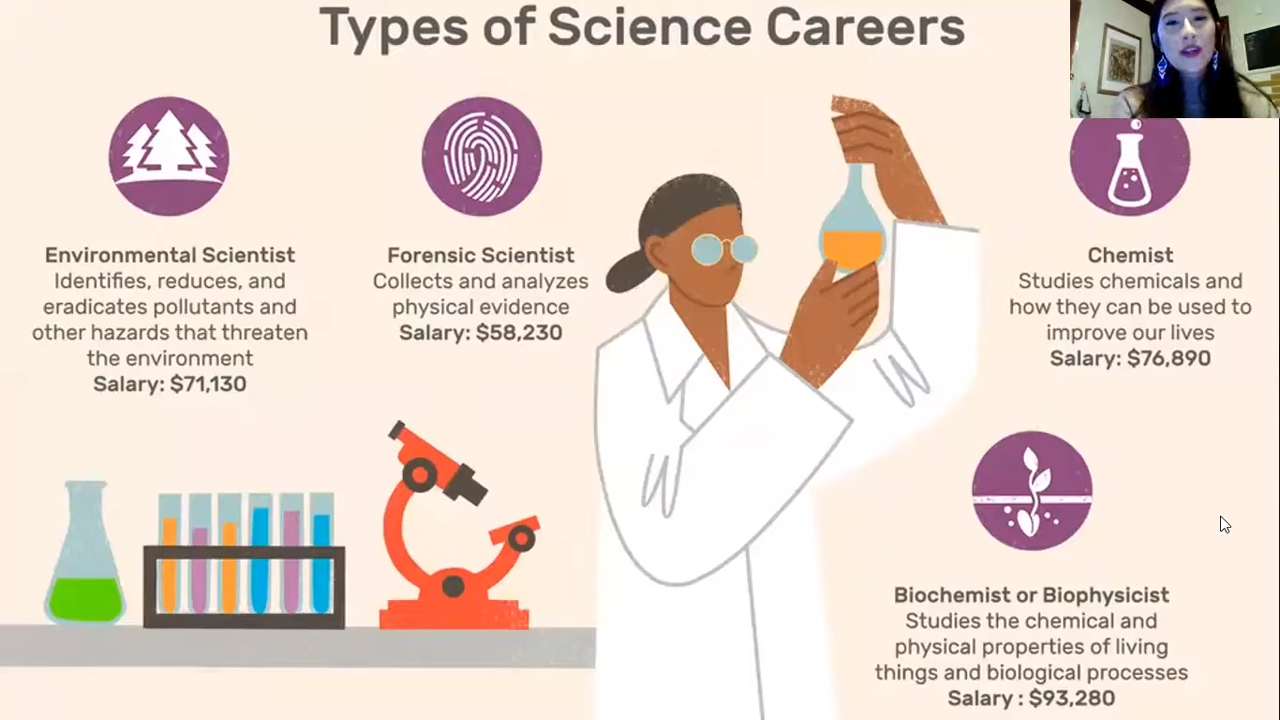 Types of Science Careers
Environmental Scientist
Identifies, reduces, and
eradicates pollutants and
other hazards that threaten
the environment
Salary: $71,130
Forensic Scientist
Collects and analyzes
physical evidence
Salary: $58,230
Chemist
Studies chemicals and
how they can be used to
improve our lives
Salary: $76,890
Biochemist or Biophysicist
Studies the chemical and
physical properties of living
things and biological processes
Salary : $93,280